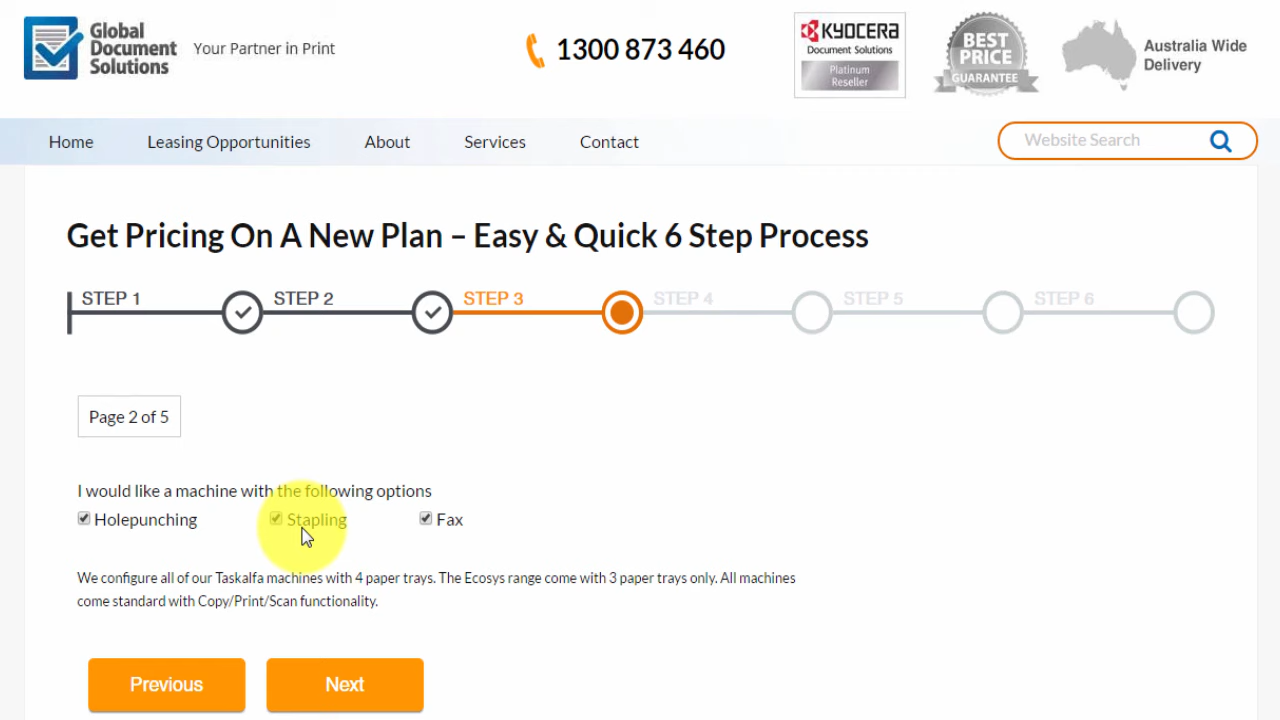 Global
Document
Solutions
Your Partner in Print
1300 873 460
KYOCERA
Document Solutions
Platinum
Reseller
BEST
PRICE
GUARANTEE
Australia Wide
Delivery
Home Leasing Opportunities About Services Contact
Website Search
Get Pricing On A New Plan – Easy & Quick 6 Step Process
STEP 1 STEP 2 STEP 3 STEP 4 STEP 5 STEP 6
Page 2 of 5
I would like a machine with the following options
Holepunching Stapling Fax
We configure all of our Taskalfa machines with 4 paper trays. The Ecosys range come with 3 paper trays only. All machines
come standard with Copy/Print/Scan functionality.
Previous Next